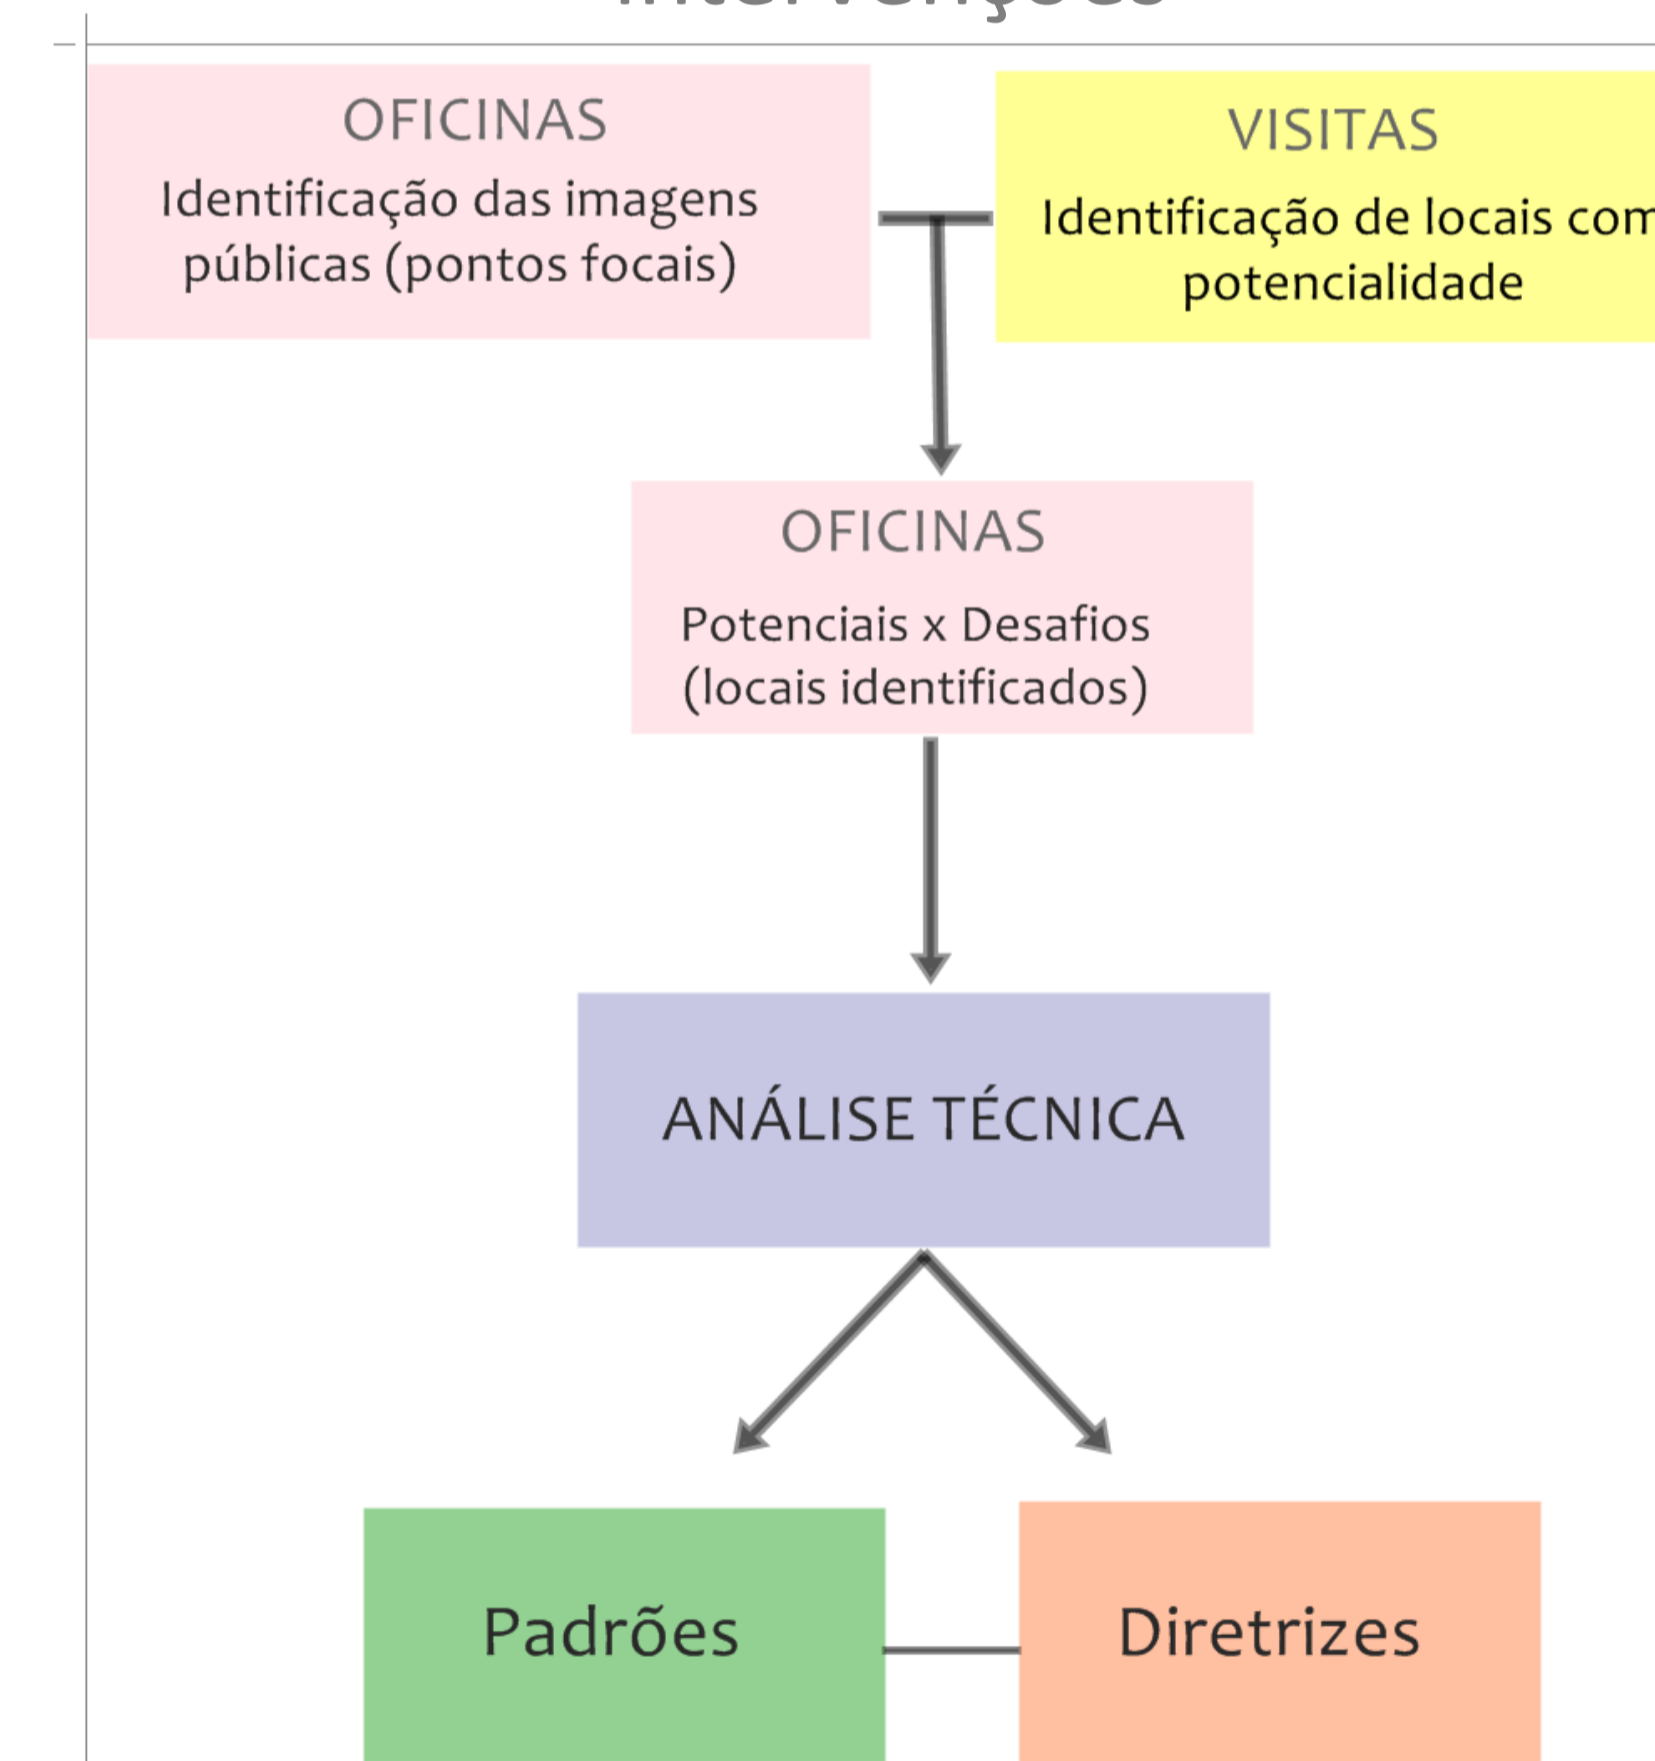 Intervenções
OFICINAS
Identificação das imagens
públicas (pontos focais)
VISITAS
Identificação de locais com
potencialidade
OFICINAS
Potenciais x Desafios
(locais identificados)
ANÁLISE TÉCNICA
Padrões
Diretrizes